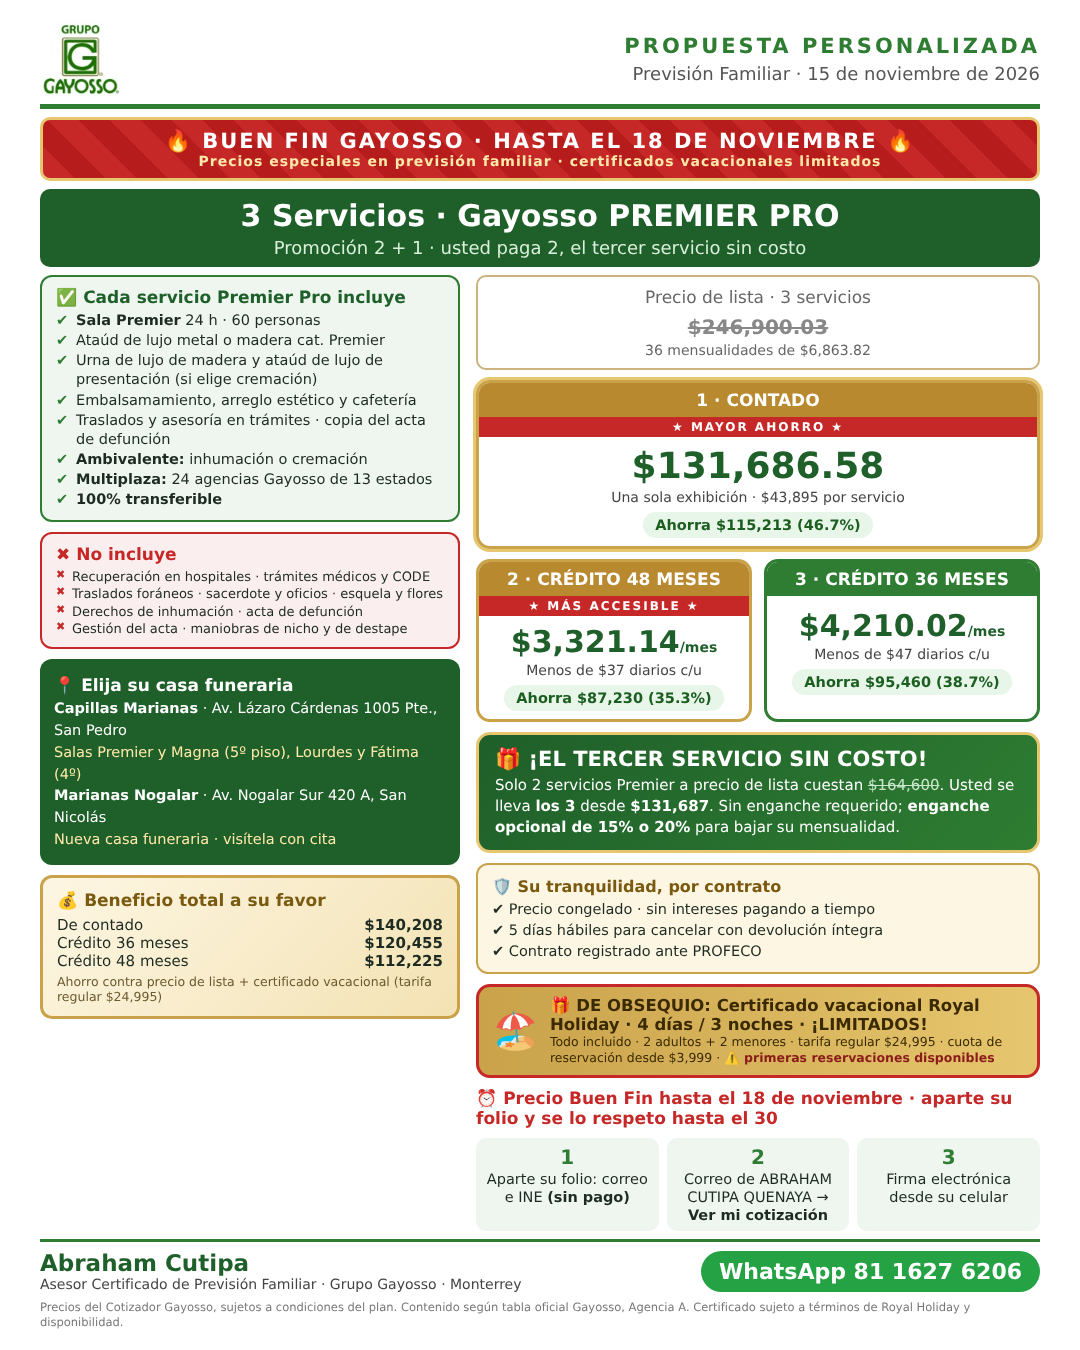 GRUPO
G
GAYOSSO
PROPUESTA PERSONALIZADA
Previsión Familiar · 15 de noviembre de 2026
🔥 BUEN FIN GAYOSSO · HASTA EL 18 DE NOVIEMBRE 🔥
Precios especiales en previsión familiar · certificados vacacionales limitados
3 Servicios · Gayosso PREMIER PRO
Promoción 2 + 1 · usted paga 2, el tercer servicio sin costo
✅ Cada servicio Premier Pro incluye
✔ Sala Premier 24 h · 60 personas
✔ Ataúd de lujo metal o madera cat. Premier
✔ Urna de lujo de madera y ataúd de lujo de
presentación (si elige cremación)
✔ Embalsamamiento, arreglo estético y cafetería
✔ Traslados y asesoría en trámites · copia del acta
de defunción
✔ Ambivalente: inhumación o cremación
✔ Multiplaza: 24 agencias Gayosso de 13 estados
✔ 100% transferible
✖ No incluye
✖ Recuperación en hospitales · trámites médicos y CODE
✖ Traslados foráneos · sacerdote y oficios · esquela y flores
✖ Derechos de inhumación · acta de defunción
✖ Gestión del acta · maniobras de nicho y de destape
📍 Elija su casa funeraria
Capillas Marianas · Av. Lázaro Cárdenas 1005 Pte.,
San Pedro
Salas Premier y Magna (5º piso), Lourdes y Fátima
(4º)
Marianas Nogalar · Av. Nogalar Sur 420 A, San
Nicolás
Nueva casa funeraria · visítela con cita
💰 Beneficio total a su favor
De contado $140,208
Crédito 36 meses $120,455
Crédito 48 meses $112,225
Ahorro contra precio de lista + certificado vacacional (tarifa
regular $24,995)
Precio de lista · 3 servicios
$246,900.03
36 mensualidades de $6,863.82
1 · CONTADO
★ MAYOR AHORRO ★
$131,686.58
Una sola exhibición · $43,895 por servicio
Ahorra $115,213 (46.7%)
2 · CRÉDITO 48 MESES
★ MÁS ACCESIBLE ★
$3,321.14/mes
Menos de $37 diarios c/u
Ahorra $87,230 (35.3%)
3 · CRÉDITO 36 MESES
$4,210.02/mes
Menos de $47 diarios c/u
Ahorra $95,460 (38.7%)
🎁 ¡EL TERCER SERVICIO SIN COSTO!
Solo 2 servicios Premier a precio de lista cuestan $164,600. Usted se
lleva los 3 desde $131,687. Sin enganche requerido; enganche
opcional de 15% o 20% para bajar su mensualidad.
🛡️ Su tranquilidad, por contrato
✔ Precio congelado · sin intereses pagando a tiempo
✔ 5 días hábiles para cancelar con devolución íntegra
✔ Contrato registrado ante PROFECO
🎁 DE OBSEQUIO: Certificado vacacional Royal
Holiday · 4 días / 3 noches · ¡LIMITADOS!
Todo incluido · 2 adultos + 2 menores · tarifa regular $24,995 · cuota de
reservación desde $3,999 · ⚠️ primeras reservaciones disponibles
⏰ Precio Buen Fin hasta el 18 de noviembre · aparte su
folio y se lo respeto hasta el 30
1
Aparte su folio: correo
e INE (sin pago)
2
Correo de ABRAHAM
CUTIPA QUENAYA →
Ver mi cotización
3
Firma electrónica
desde su celular
Abraham Cutipa
Asesor Certificado de Previsión Familiar · Grupo Gayosso · Monterrey
WhatsApp 81 1627 6206
Precios del Cotizador Gayosso, sujetos a condiciones del plan. Contenido según tabla oficial Gayosso, Agencia A. Certificado sujeto a términos de Royal Holiday y
disponibilidad.